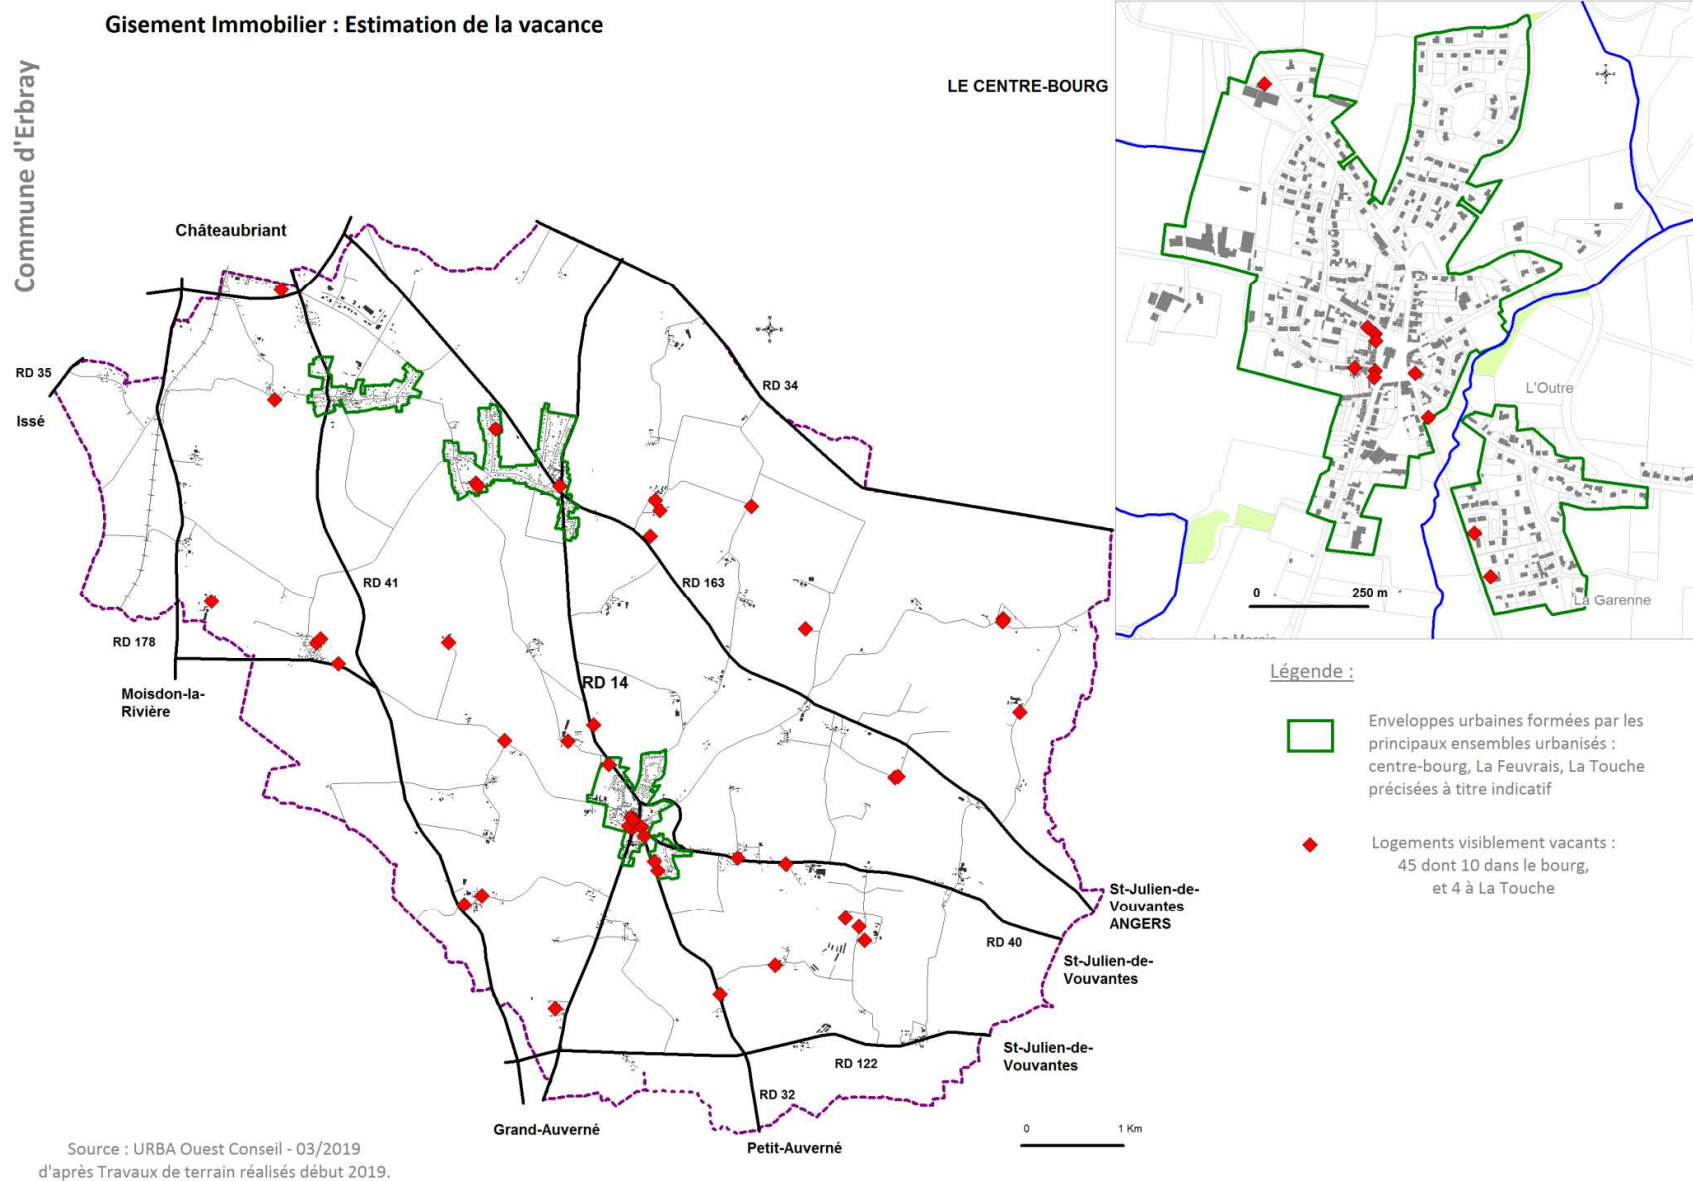 Gisement Immobilier : Estimation de la vacance
Commune d'Erbray
LE CENTRE-BOURG
Châteaubriant
RD 35
Issé
RD 34
RD 41
RD 163
RD 178
Moisdon-la-
Rivière
RD 14
St-Julien-de-
Vouvantes
ANGERS
RD 40
St-Julien-de-
Vouvantes
St-Julien-de-
Vouvantes
RD 122
RD 32
Grand-Auverné
Petit-Auverné
0 1 Km
L'Outre
La Garenne
0 250 m
Légende :
Enveloppes urbaines formées par les
principaux ensembles urbanisés :
centre-bourg, La Feuvrais, La Touche
précisées à titre indicatif
Logements visiblement vacants :
45 dont 10 dans le bourg,
et 4 à La Touche
Source : URBA Ouest Conseil - 03/2019
d'après Travaux de terrain réalisés début 2019.